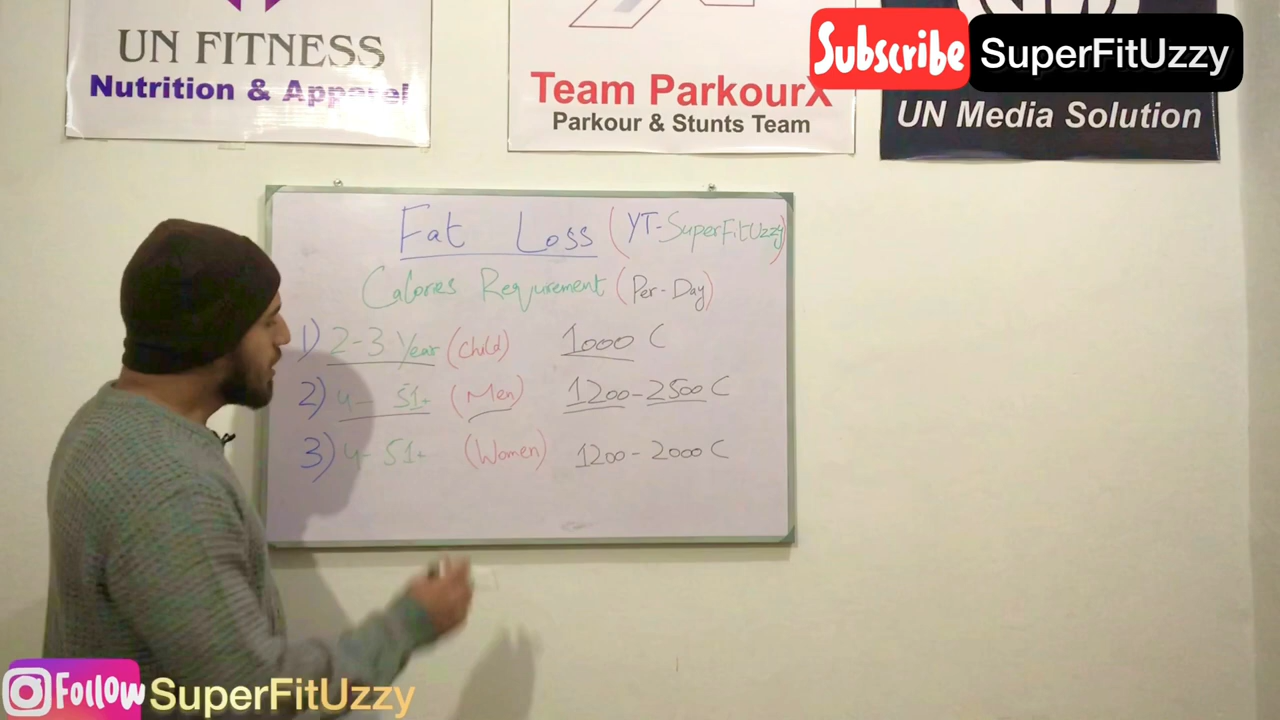 UN FITNESS
Nutrition & Apparel
Team ParkourX
Parkour & Stunts Team
Subscribe SuperFitUzzy
UN Media Solution
Fat Loss (YT-SuperFitUzzy)
Calories Requrement (Per-Day)
1) 2-3 Year (Child) 1000 C
2) 4- 51+ (Men) 1200-2500 C
3) 4- 51+ (Women) 1200-2000 C
Follow SuperFitUzzy